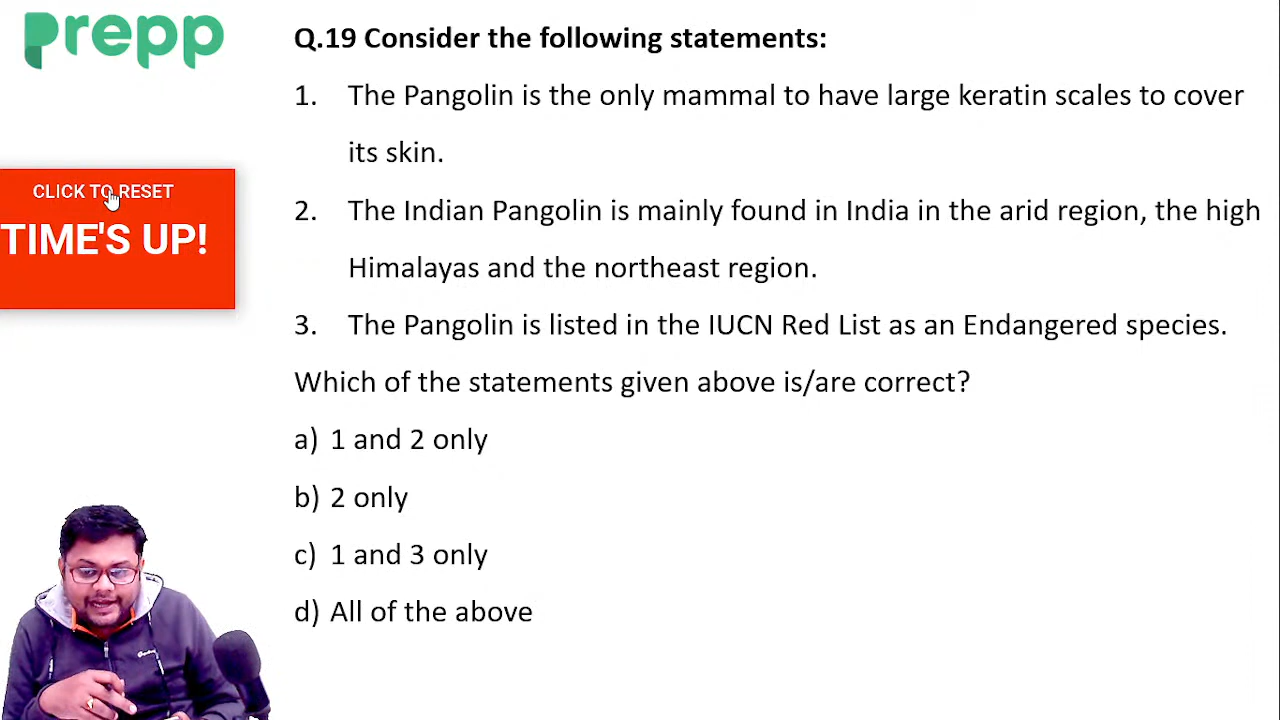 Prepp
Q.19 Consider the following statements:
1. The Pangolin is the only mammal to have large keratin scales to cover
its skin.
CLICK TO RESET
TIME'S UP!
2. The Indian Pangolin is mainly found in India in the arid region, the high
Himalayas and the northeast region.
3. The Pangolin is listed in the IUCN Red List as an Endangered species.
Which of the statements given above is/are correct?
a) 1 and 2 only
b) 2 only
c) 1 and 3 only
d) All of the above